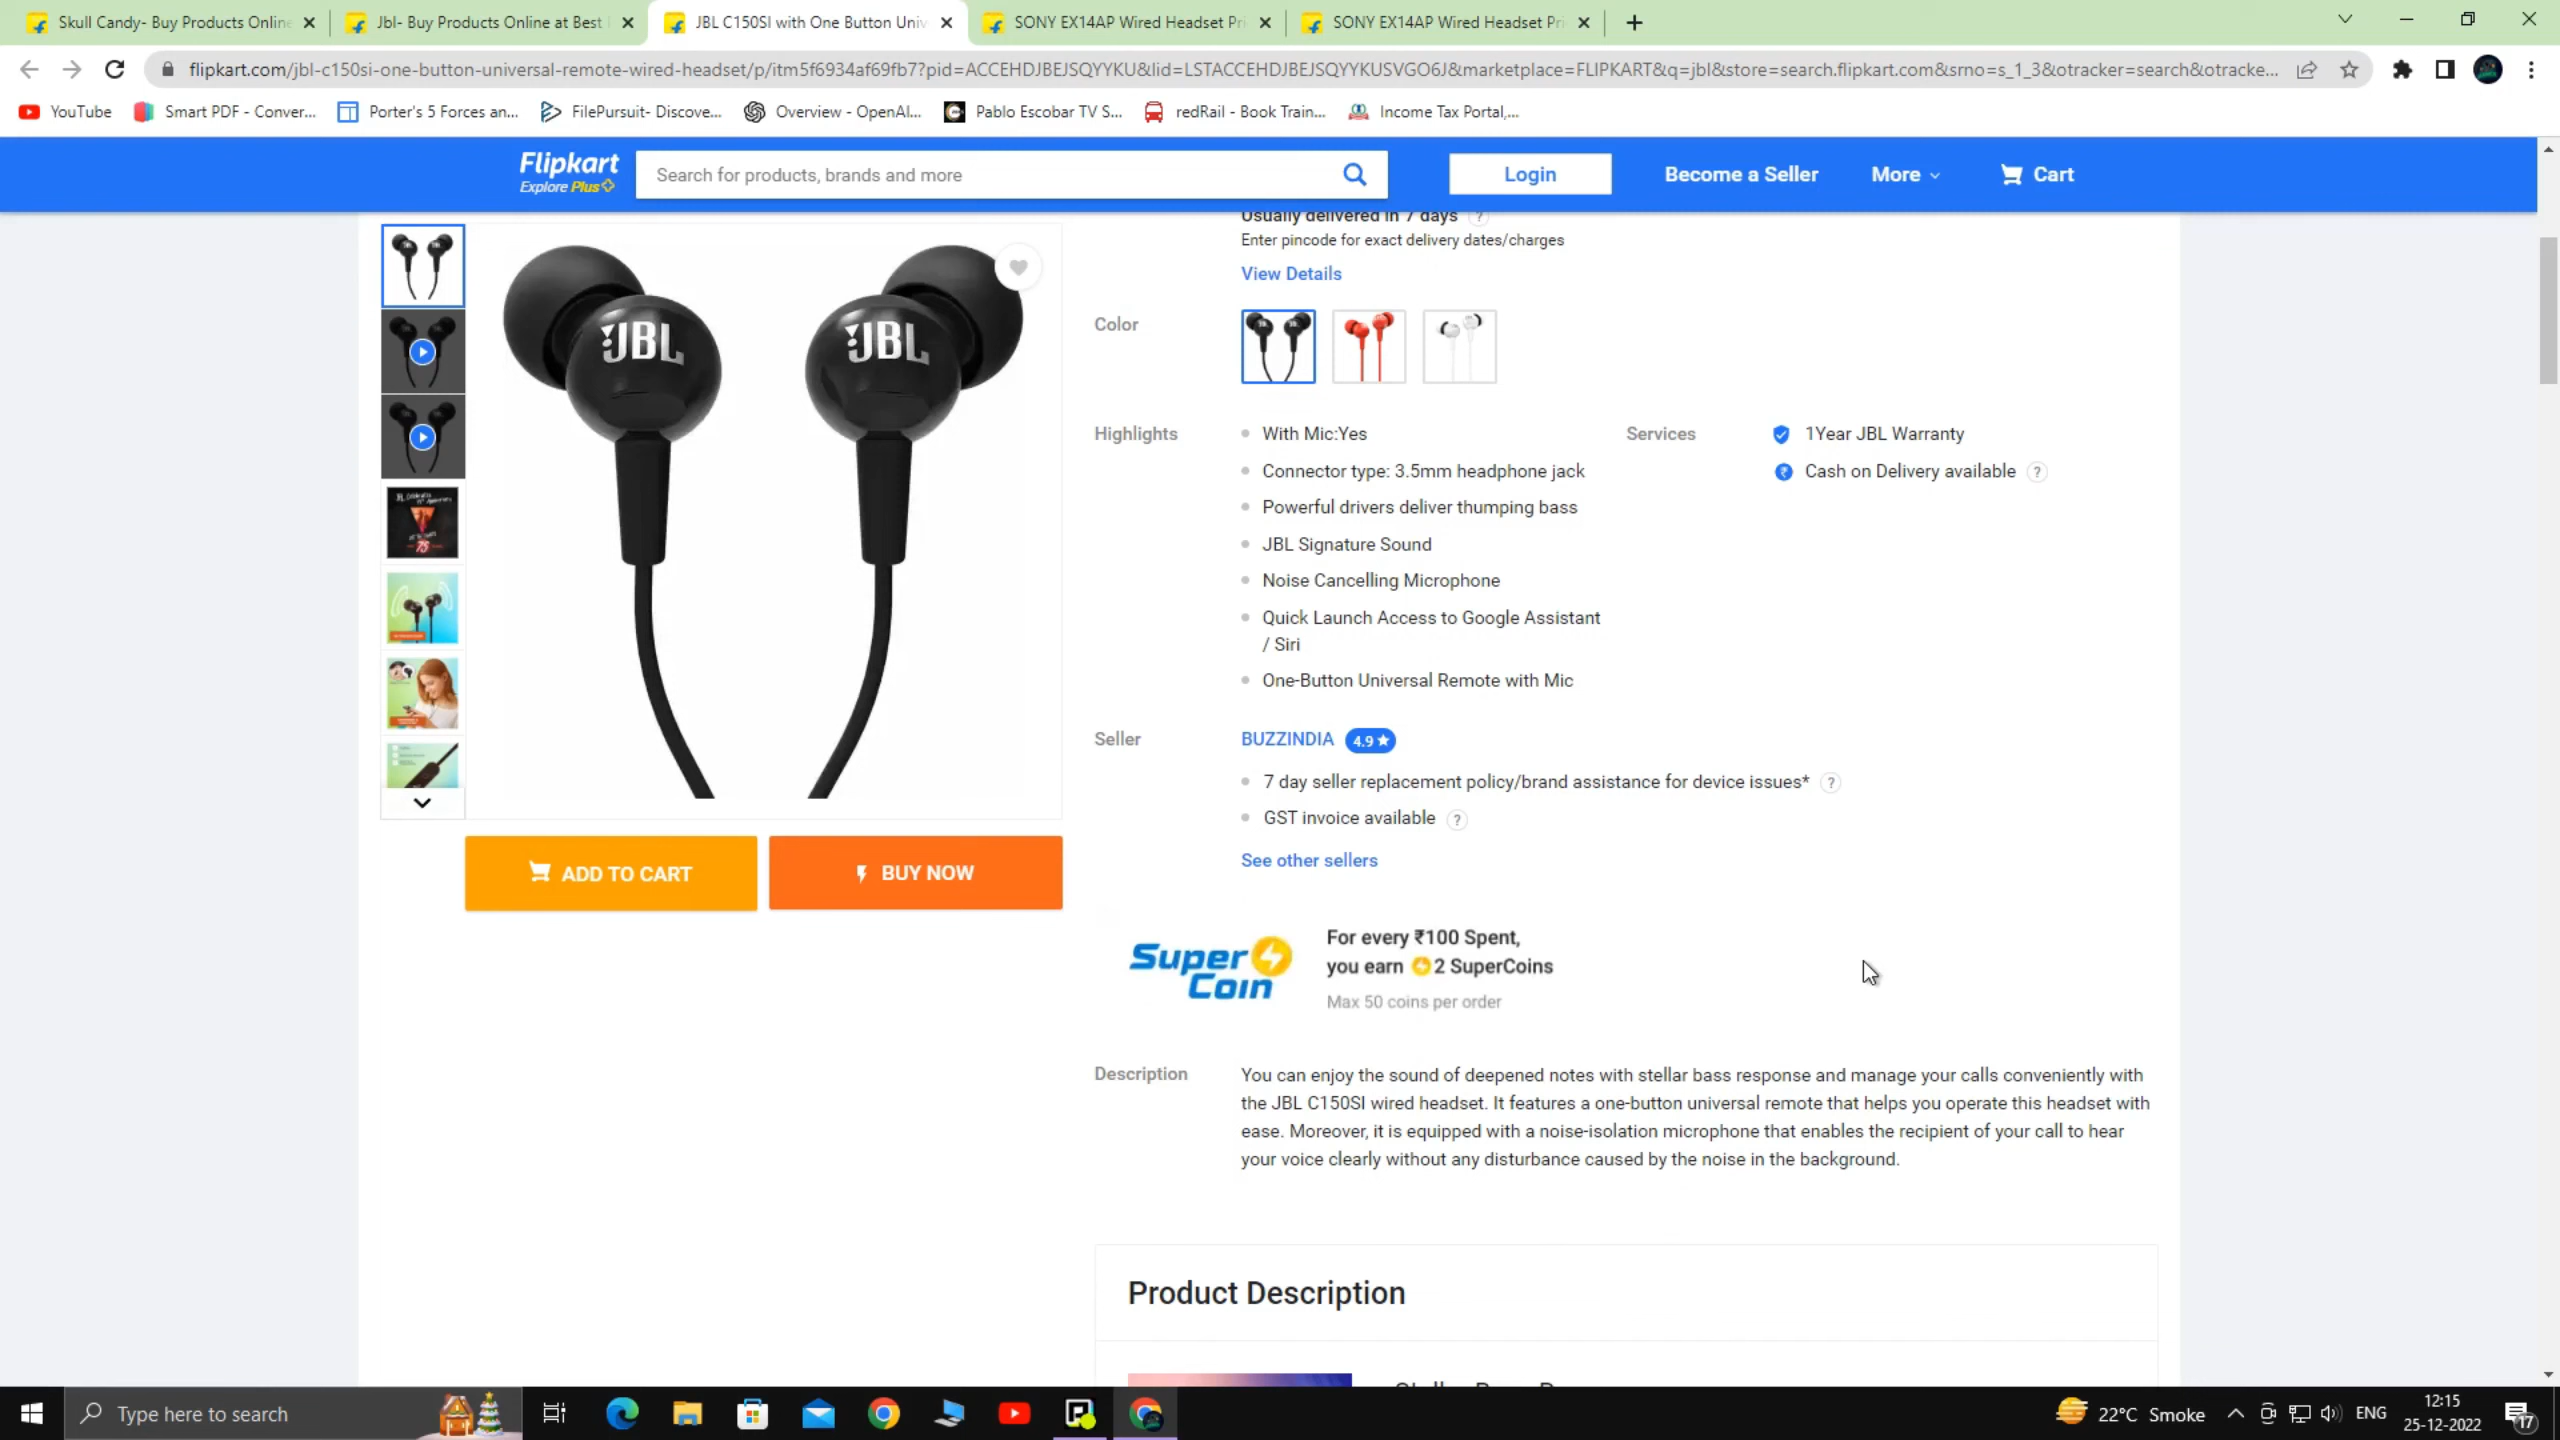 Skull Candy- Buy Products Online
Jbl- Buy Products Online at Best
JBL C150SI with One Button Univ
SONY EX14AP Wired Headset Pri
SONY EX14AP Wired Headset Pri
flipkart.com/jbl-c150si-one-button-universal-remote-wired-headset/p/itm5f6934af69fb7?pid=ACCEHDJBEJSQYYKU&lid=LSTACCEHDJBEJSQYYKUSVGO6J&marketplace=FLIPKART&q=jbl&store=search.flipkart.com&srno=s_1_3&otracker=search&otracke...
YouTube
Smart PDF - Conver...
Porter's 5 Forces an...
FilePursuit- Discove...
Overview - OpenAI...
Pablo Escobar TV S...
redRail - Book Train...
Income Tax Portal,...
Flipkart
Explore Plus
Search for products, brands and more
Login
Become a Seller
More
Cart
JBL
JBL
ADD TO CART
BUY NOW
Usually delivered in 7 days ?
Enter pincode for exact delivery dates/charges
View Details
Color
Highlights
With Mic:Yes
Connector type: 3.5mm headphone jack
Powerful drivers deliver thumping bass
JBL Signature Sound
Noise Cancelling Microphone
Quick Launch Access to Google Assistant
/ Siri
One-Button Universal Remote with Mic
Services
1Year JBL Warranty
Cash on Delivery available ?
Seller
BUZZINDIA 4.9
7 day seller replacement policy/brand assistance for device issues* ?
GST invoice available ?
See other sellers
Super
Coin
For every ₹100 Spent,
you earn 2 SuperCoins
Max 50 coins per order
Description
You can enjoy the sound of deepened notes with stellar bass response and manage your calls conveniently with
the JBL C150SI wired headset. It features a one-button universal remote that helps you operate this headset with
ease. Moreover, it is equipped with a noise-isolation microphone that enables the recipient of your call to hear
your voice clearly without any disturbance caused by the noise in the background.
Product Description
Type here to search
22°C Smoke
ENG
12:15
25-12-2022
17